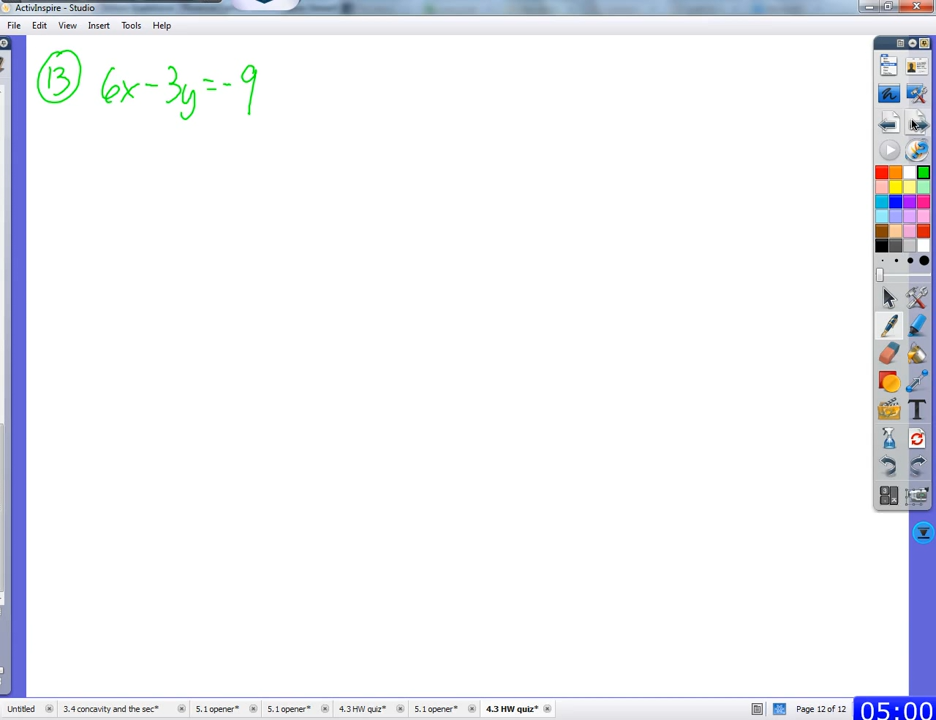 ActivInspire - Studio
File Edit View Insert Tools Help
13 6x - 3y = -9
T
Untitled 3.4 concavity and the sec* 5.1 opener* 5.1 opener* 4.3 HW quiz* 5.1 opener* 4.3 HW quiz* Page 12 of 12
05:00